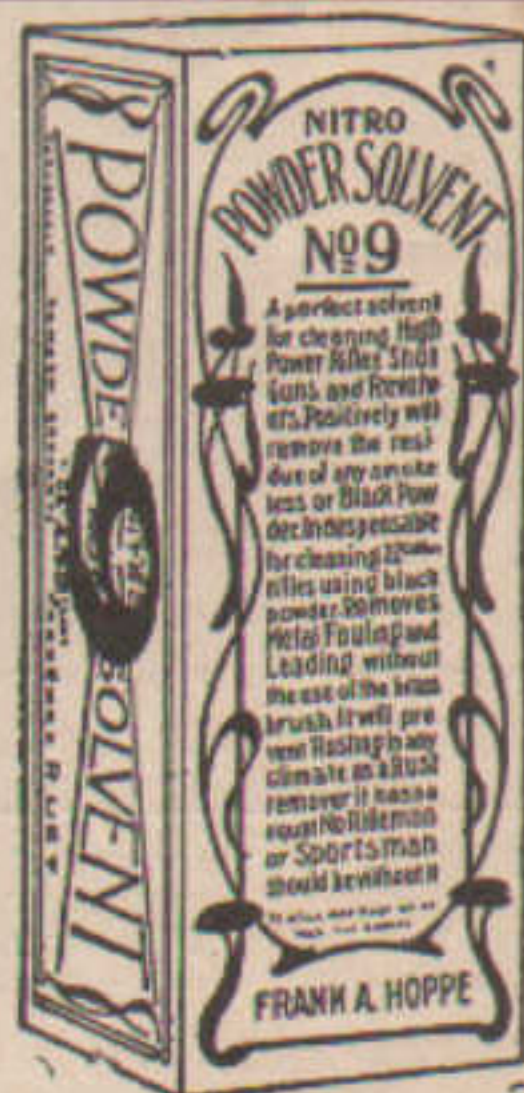 NITRO
POWDER SOLVENT
No 9
A perfect solvent
for cleaning High
Power Rifles Shot
Guns and Revolv
ers. Positively will
remove the resi
due of any smoke
less or Black Pow
der. Indespensable
for cleaning 22
rifles using black
powder. Removes
Metal Fouling and
Leading without
the use of the brass
brush. It will pre
vent Rusting in any
climate as a Rust
remover it has no
equal No Rifleman
or Sportsman
should be without it
FRANK A. HOPPE
POWDE
SOLVENT